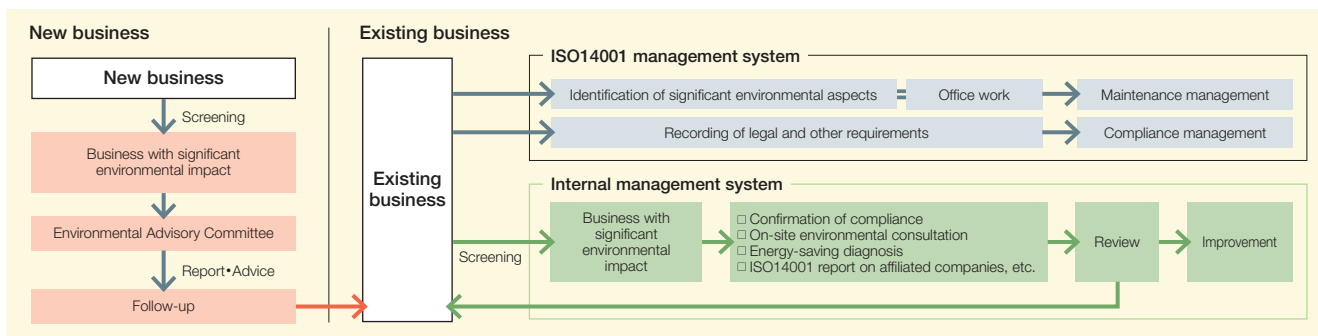 New business
New business
Screening
Business with significant
environmental impact
Environmental Advisory Committee
Report•Advice
Follow-up
Existing business
Existing
business
ISO14001 management system
Identification of significant environmental aspects
Office work
Maintenance management
Recording of legal and other requirements
Compliance management
Screening
Internal management system
Business with
significant
environmental
impact
□ Confirmation of compliance
□ On-site environmental consultation
□ Energy-saving diagnosis
□ ISO14001 report on affiliated companies, etc.
Review
Improvement